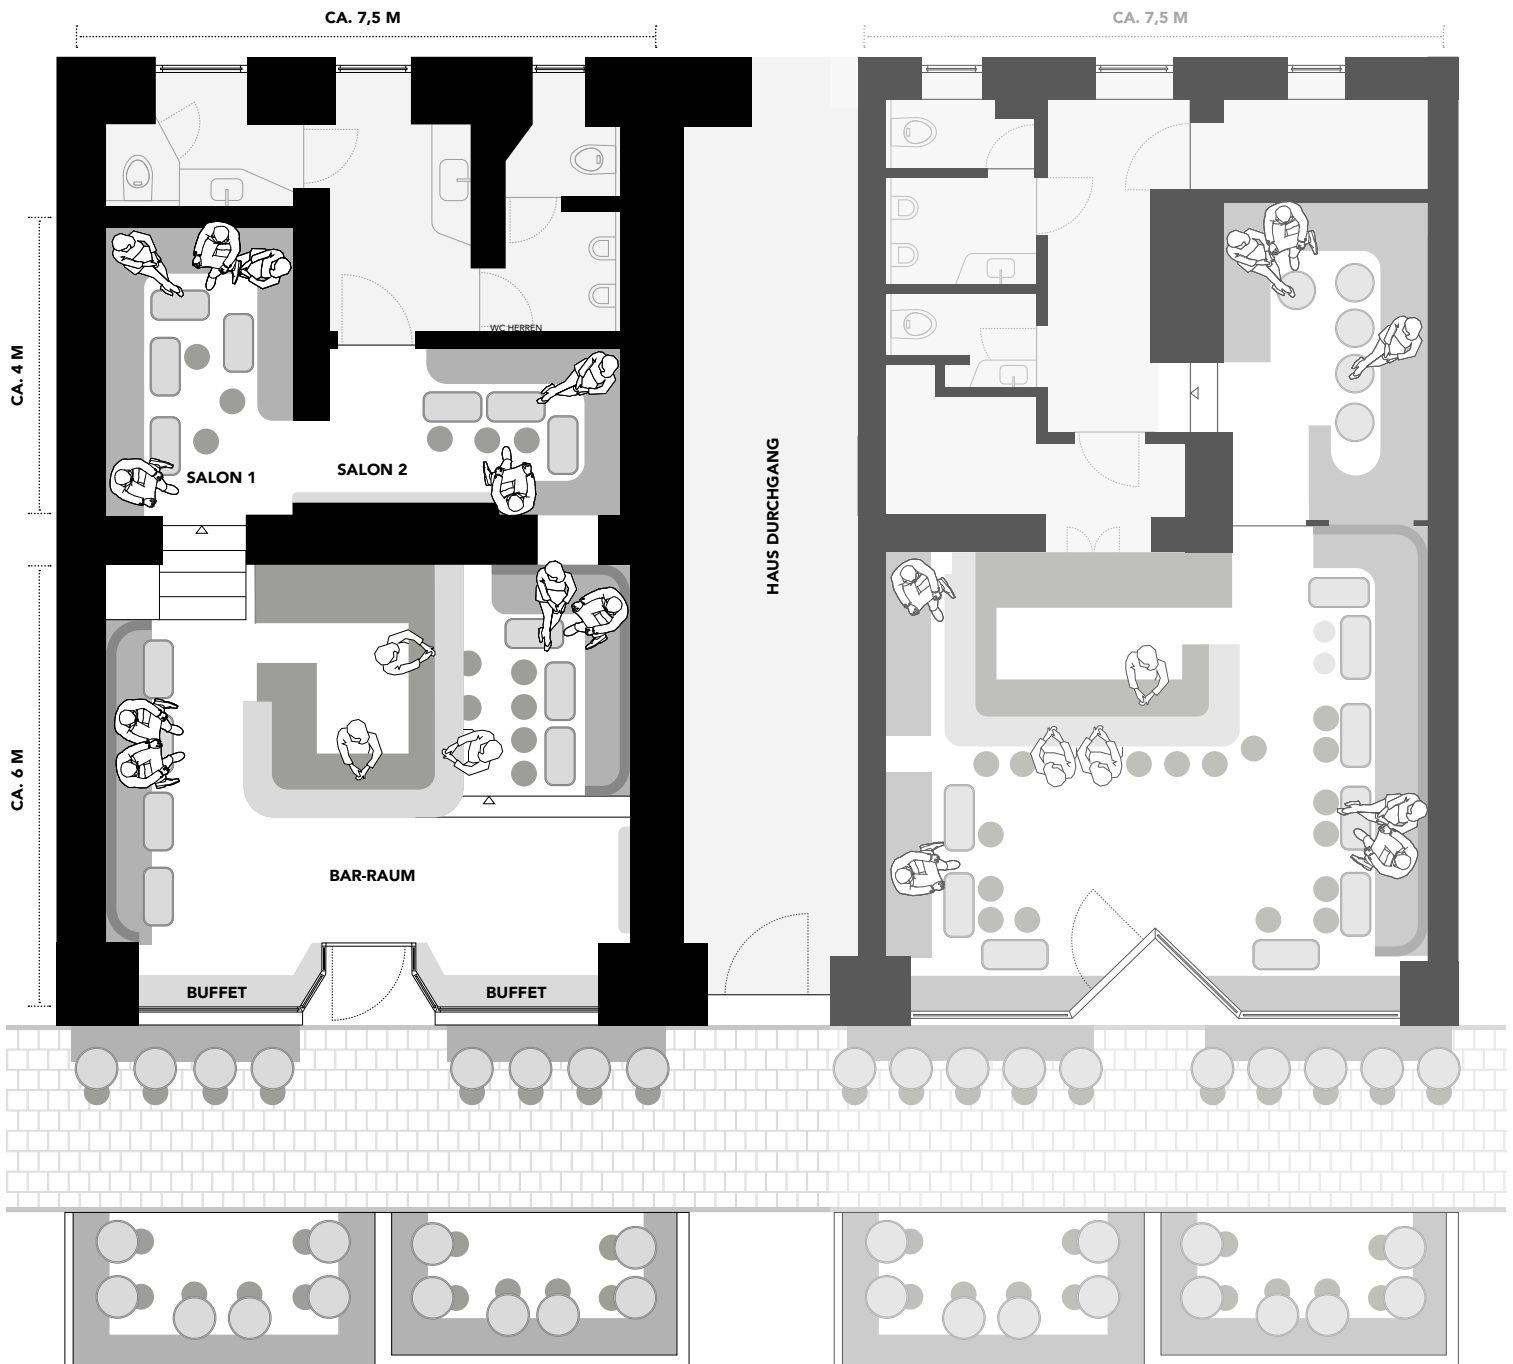 CA. 7,5 M
CA. 7,5 M
WC HERREN
CA. 4 M
SALON 1
SALON 2
HAUS DURCHGANG
CA. 6 M
BAR-RAUM
BUFFET
BUFFET